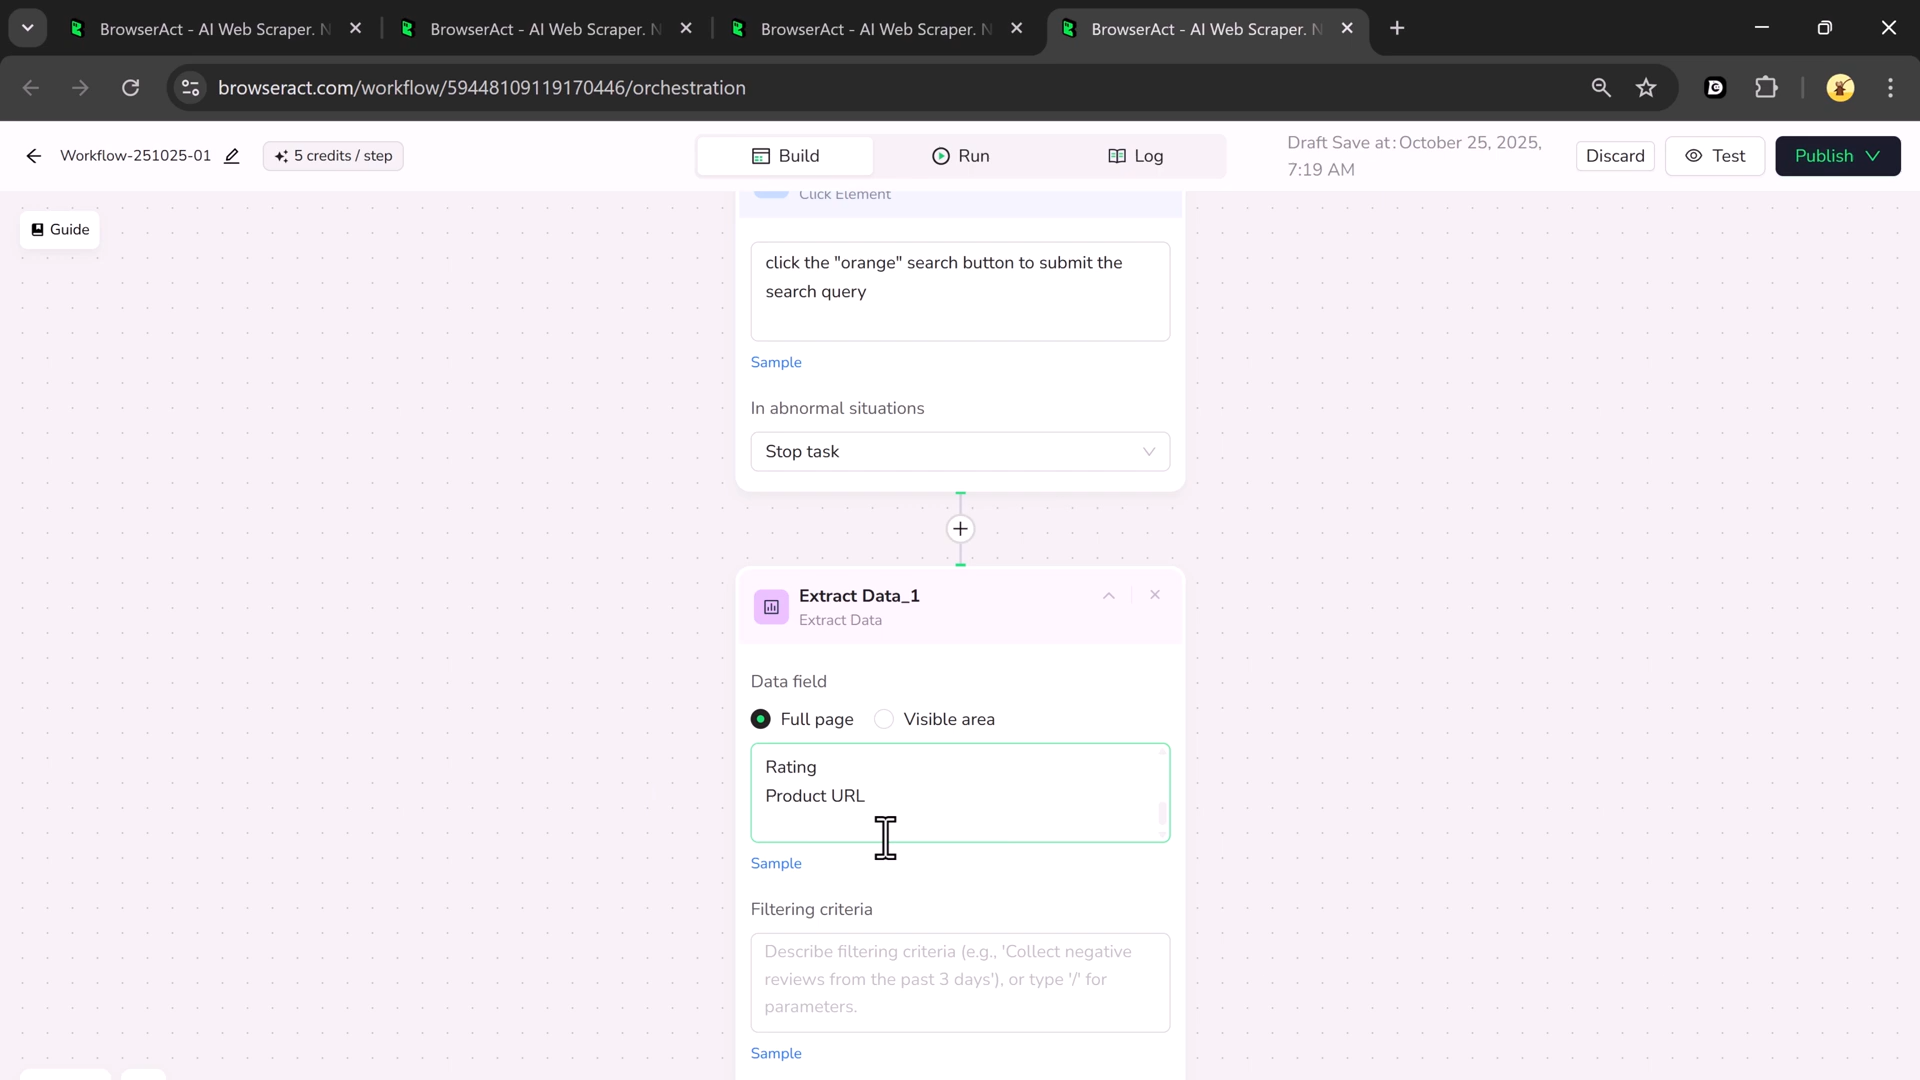 BrowserAct - AI Web Scraper. N
BrowserAct - AI Web Scraper. N
BrowserAct - AI Web Scraper. N
BrowserAct - AI Web Scraper. N
browseract.com/workflow/59448109119170446/orchestration
Workflow-251025-01
5 credits / step
Build
Run
Log
Draft Save at: October 25, 2025,
7:19 AM
Discard
Test
Publish
Guide
Click Element
click the "orange" search button to submit the
search query
Sample
In abnormal situations
Stop task
Extract Data_1
Extract Data
Data field
Full page
Visible area
Rating
Product URL
Sample
Filtering criteria
Describe filtering criteria (e.g., 'Collect negative
reviews from the past 3 days'), or type '/' for
parameters.
Sample